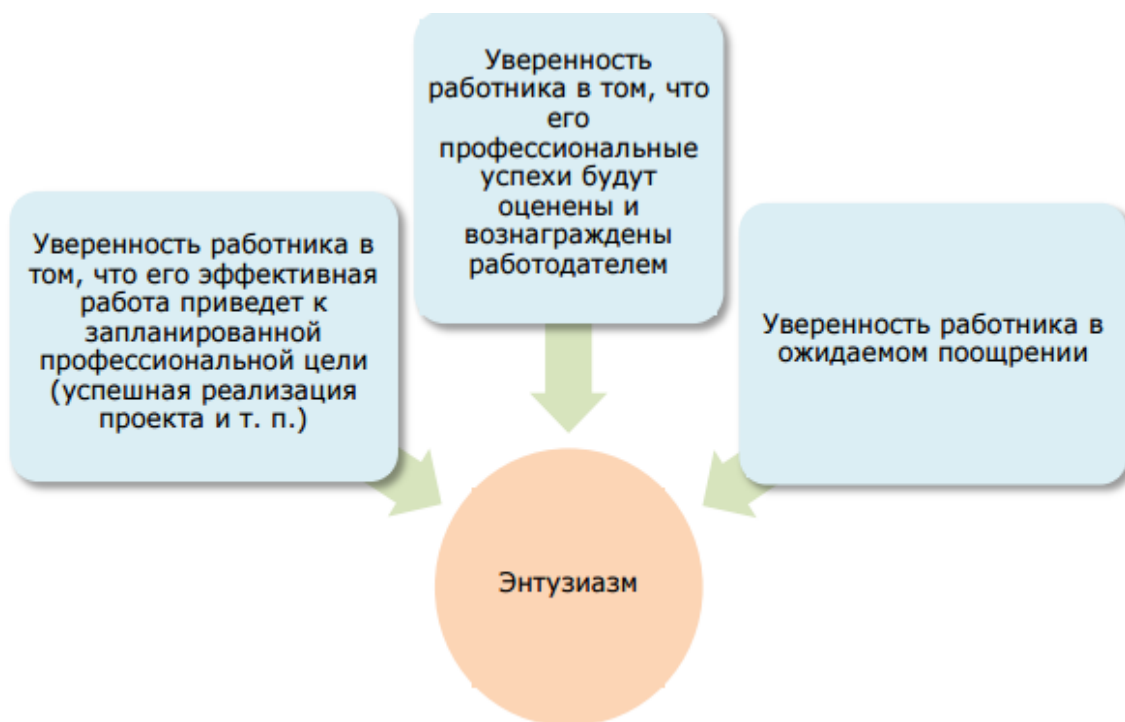 Уверенность работника в
том, что его эффективная
работа приведет к
запланированной
профессиональной цели
(успешная реализация
проекта и т. п.)
Уверенность
работника в том, что
его
профессиональные
успехи будут
оценены и
вознаграждены
работодателем
Уверенность работника в
ожидаемом поощрении
Энтузиазм